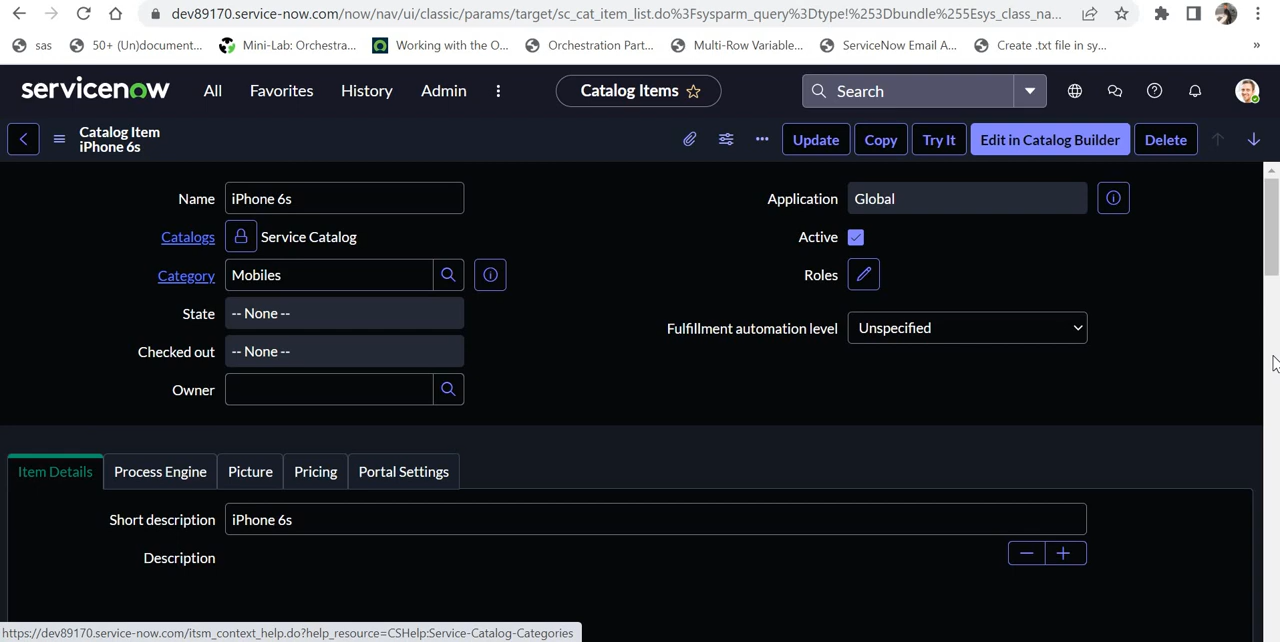 dev89170.service-now.com/now/nav/ui/classic/params/target/sc_cat_item_list.do%3Fsysparm_query%3Dtype!%253Dbundle%255Esys_class_na...
sas 50+ (Un)document... Mini-Lab: Orchestra... Working with the O... Orchestration Part... Multi-Row Variable... ServiceNow Email A... Create .txt file in sy... »
servicenow All Favorites History Admin Catalog Items Search
Catalog Item
iPhone 6s
Update Copy Try It Edit in Catalog Builder Delete
Name iPhone 6s Application Global
Catalogs Service Catalog Active
Category Mobiles Roles
State -- None --
Fulfillment automation level Unspecified
Checked out -- None --
Owner
Item Details Process Engine Picture Pricing Portal Settings
Short description iPhone 6s
Description
https://dev89170.service-now.com/itsm_context_help.do?help_resource=CSHelp:Service-Catalog-Categories